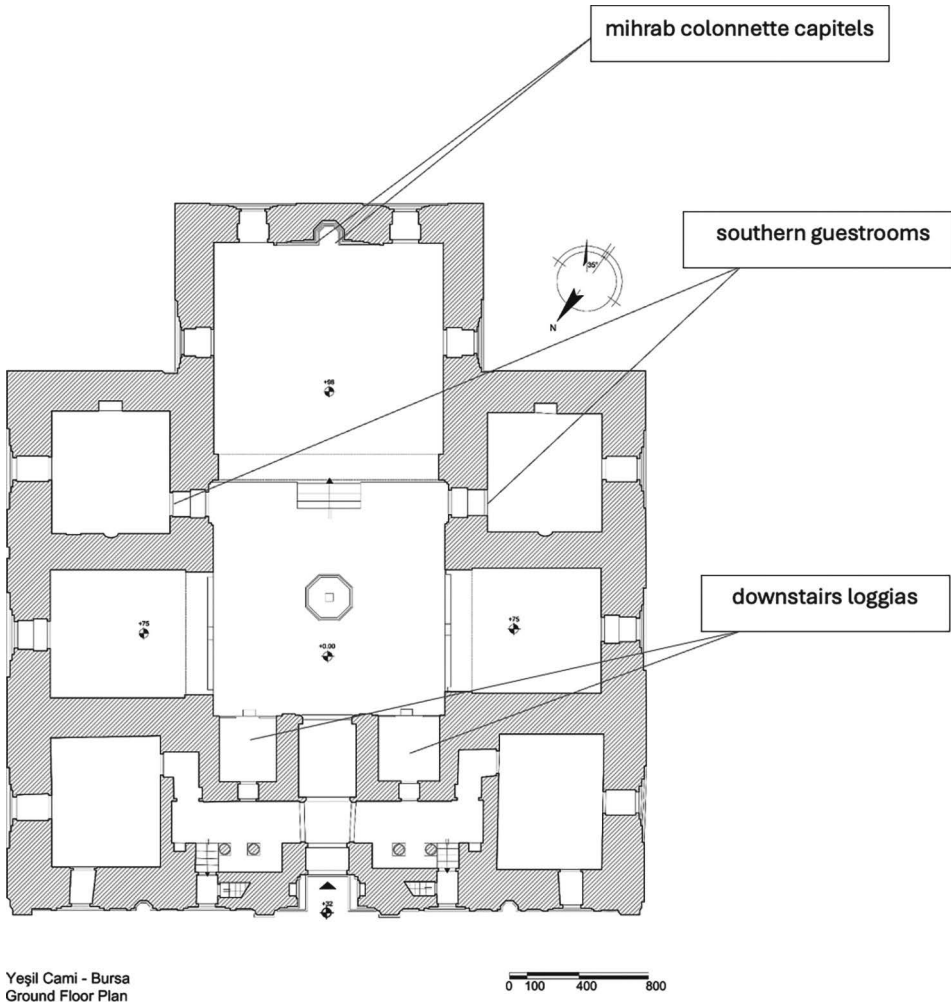 mihrab colonnette capitels
southern guestrooms
35°
N
+98
downstairs loggias
+75
+75
+0.00
+32
Yeşil Cami - Bursa
Ground Floor Plan
0 100 400 800